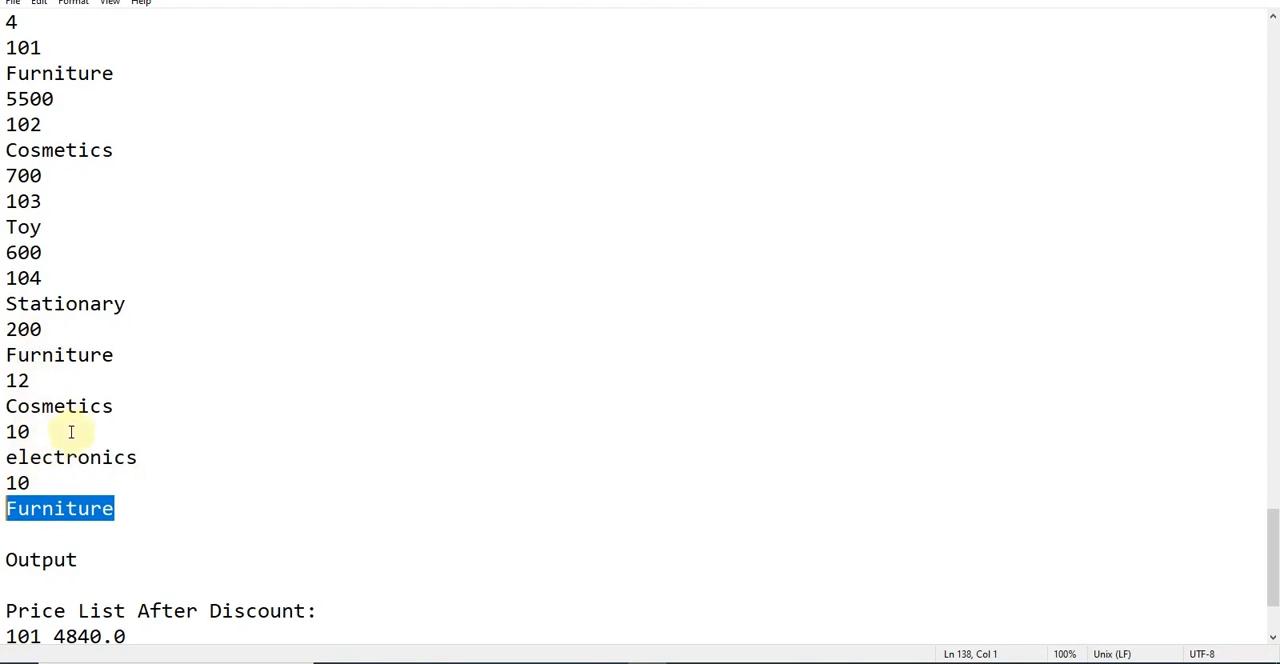 File Edit Format View Help
4
101
Furniture
5500
102
Cosmetics
700
103
Toy
600
104
Stationary
200
Furniture
12
Cosmetics
10
electronics
10
Furniture
Output
Price List After Discount:
101 4840.0
Ln 138, Col 1 100% Unix (LF) UTF-8